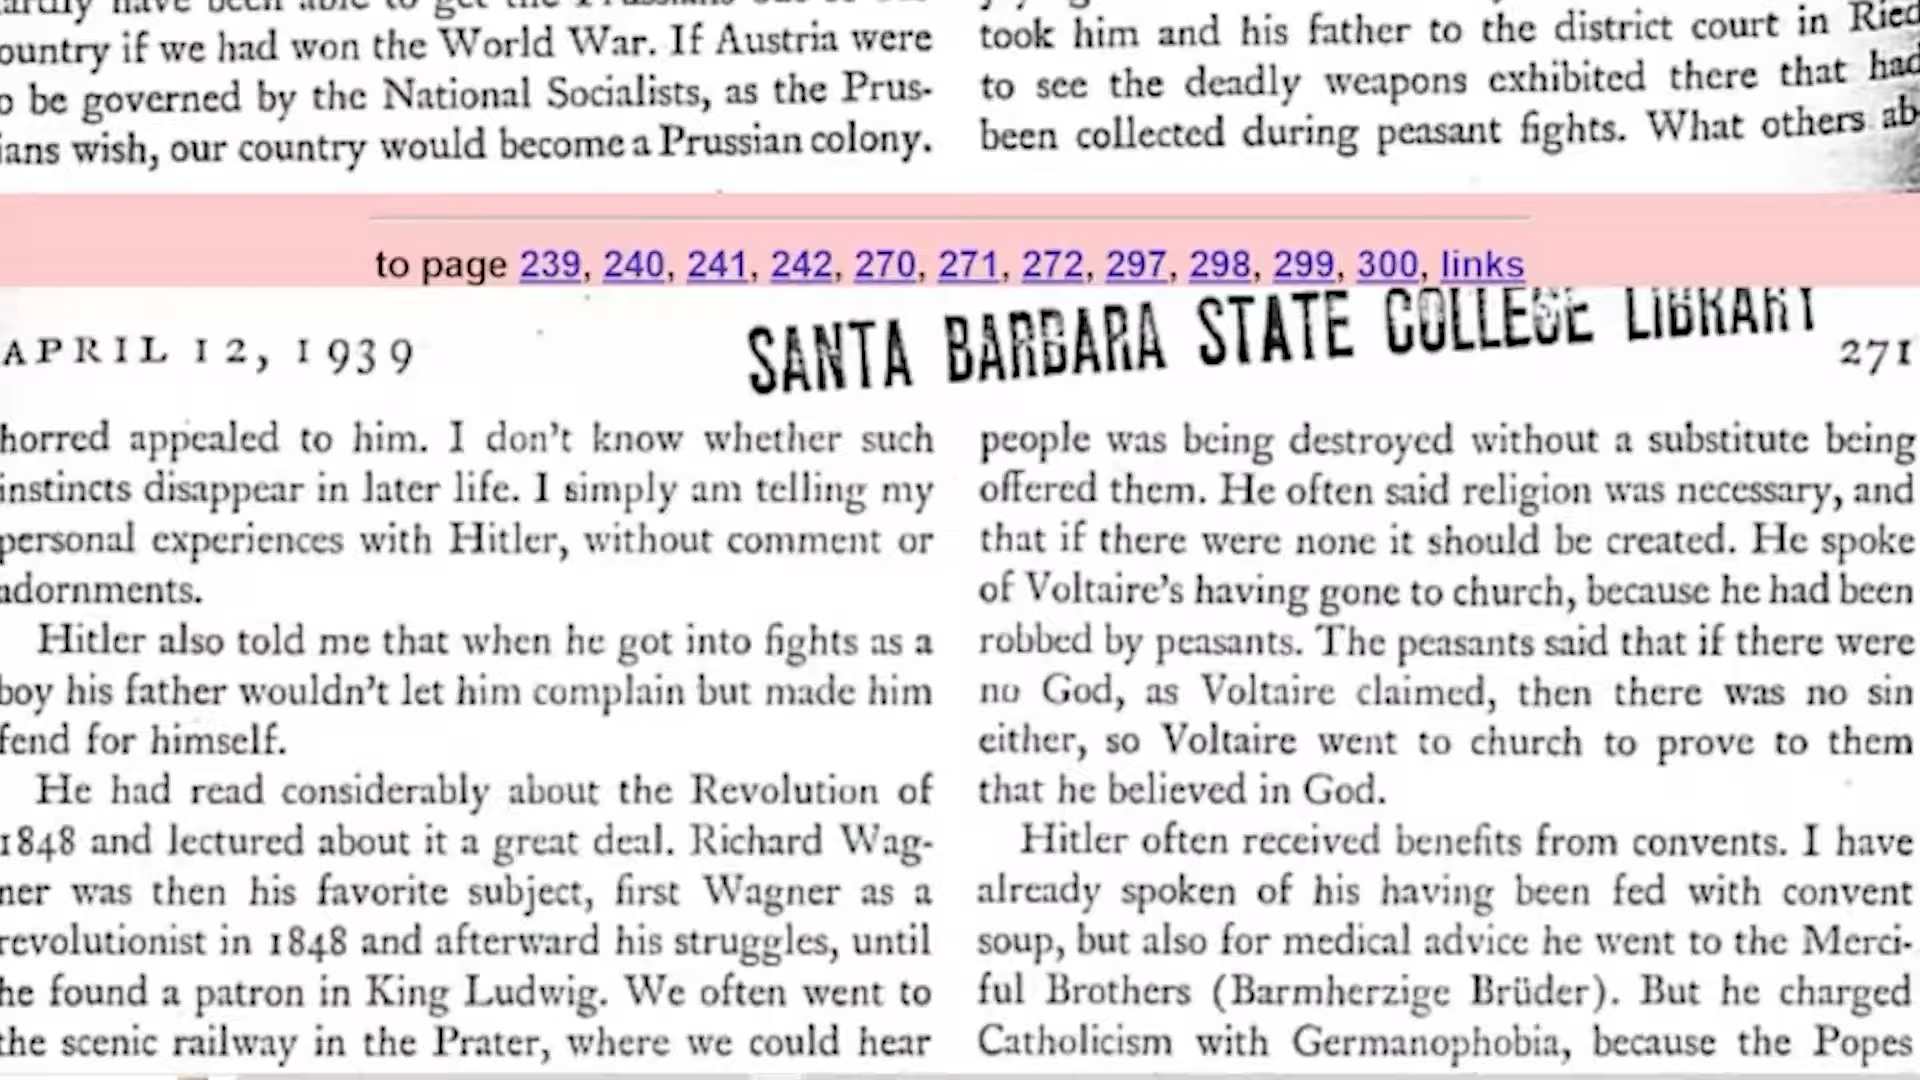 country if we had won the World War. If Austria were
to be governed by the National Socialists, as the Prus-
sians wish, our country would become a Prussian colony.
took him and his father to the district court in Ried
to see the deadly weapons exhibited there that had
been collected during peasant fights. What others ab-
to page 239, 240, 241, 242, 270, 271, 272, 297, 298, 299, 300, links
APRIL 12, 1939
SANTA BARBARA STATE COLLEGE LIBRARY
271
horred appealed to him. I don't know whether such
instincts disappear in later life. I simply am telling my
personal experiences with Hitler, without comment or
adornments.
Hitler also told me that when he got into fights as a
boy his father wouldn't let him complain but made him
fend for himself.
He had read considerably about the Revolution of
1848 and lectured about it a great deal. Richard Wag-
ner was then his favorite subject, first Wagner as a
revolutionist in 1848 and afterward his struggles, until
he found a patron in King Ludwig. We often went to
the scenic railway in the Prater, where we could hear
people was being destroyed without a substitute being
offered them. He often said religion was necessary, and
that if there were none it should be created. He spoke
of Voltaire's having gone to church, because he had been
robbed by peasants. The peasants said that if there were
no God, as Voltaire claimed, then there was no sin
either, so Voltaire went to church to prove to them
that he believed in God.
Hitler often received benefits from convents. I have
already spoken of his having been fed with convent
soup, but also for medical advice he went to the Merci-
ful Brothers (Barmherzige Brüder). But he charged
Catholicism with Germanophobia, because the Popes